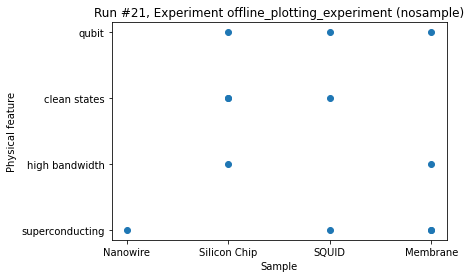 Run #21, Experiment offline_plotting_experiment (nosample)
qubit
clean states
high bandwidth
superconducting
Physical feature
Nanowire Silicon Chip SQUID Membrane
Sample